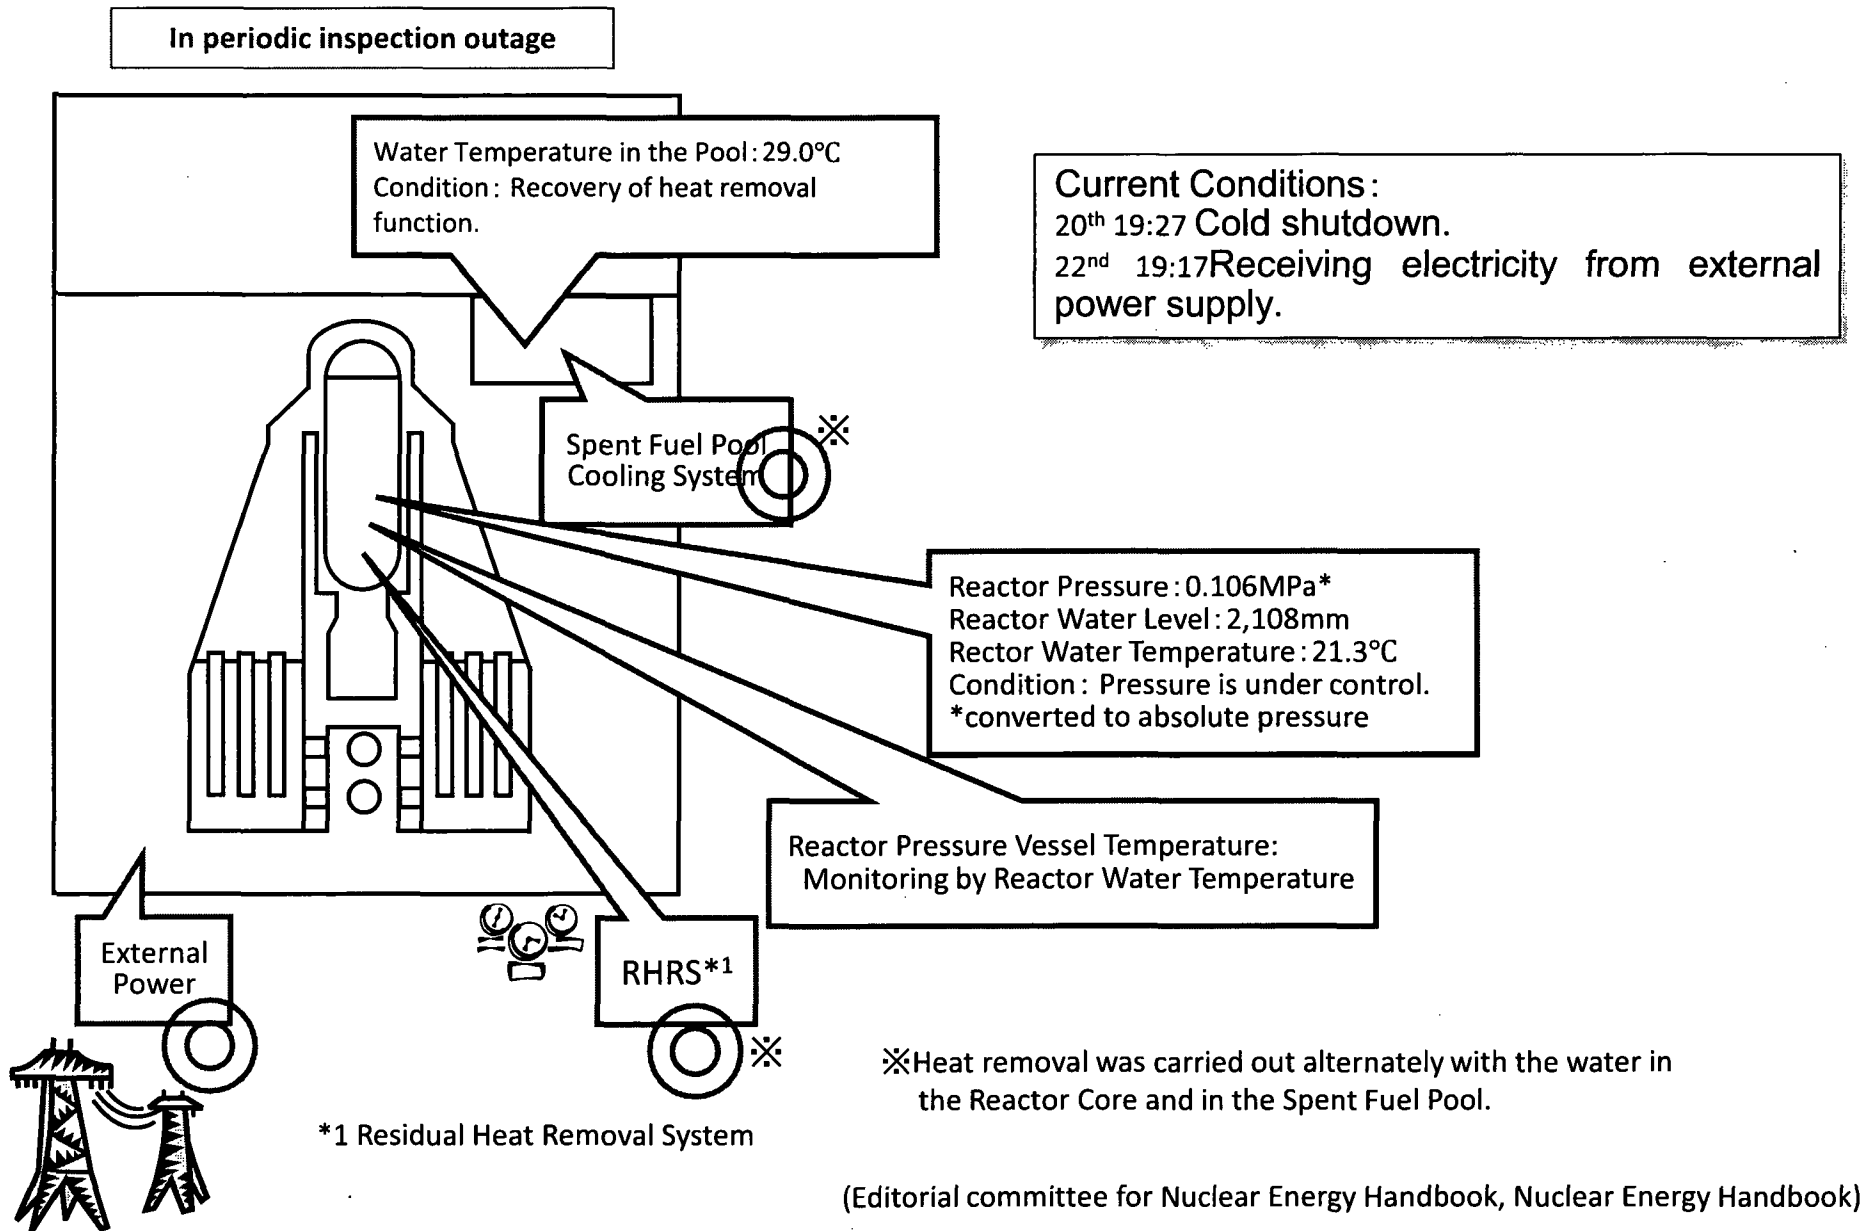 In periodic inspection outage
Water Temperature in the Pool : 29.0°C
Condition : Recovery of heat removal
function.
Current Conditions :
20th 19:27 Cold shutdown.
22nd 19:17Receiving electricity from external
power supply.
Spent Fuel Pool
Cooling System
※
Reactor Pressure : 0.106MPa*
Reactor Water Level : 2,108mm
Rector Water Temperature : 21.3°C
Condition : Pressure is under control.
*converted to absolute pressure
Reactor Pressure Vessel Temperature:
Monitoring by Reactor Water Temperature
External
Power
RHRS*1
※
※Heat removal was carried out alternately with the water in
the Reactor Core and in the Spent Fuel Pool.
*1 Residual Heat Removal System
(Editorial committee for Nuclear Energy Handbook, Nuclear Energy Handbook)